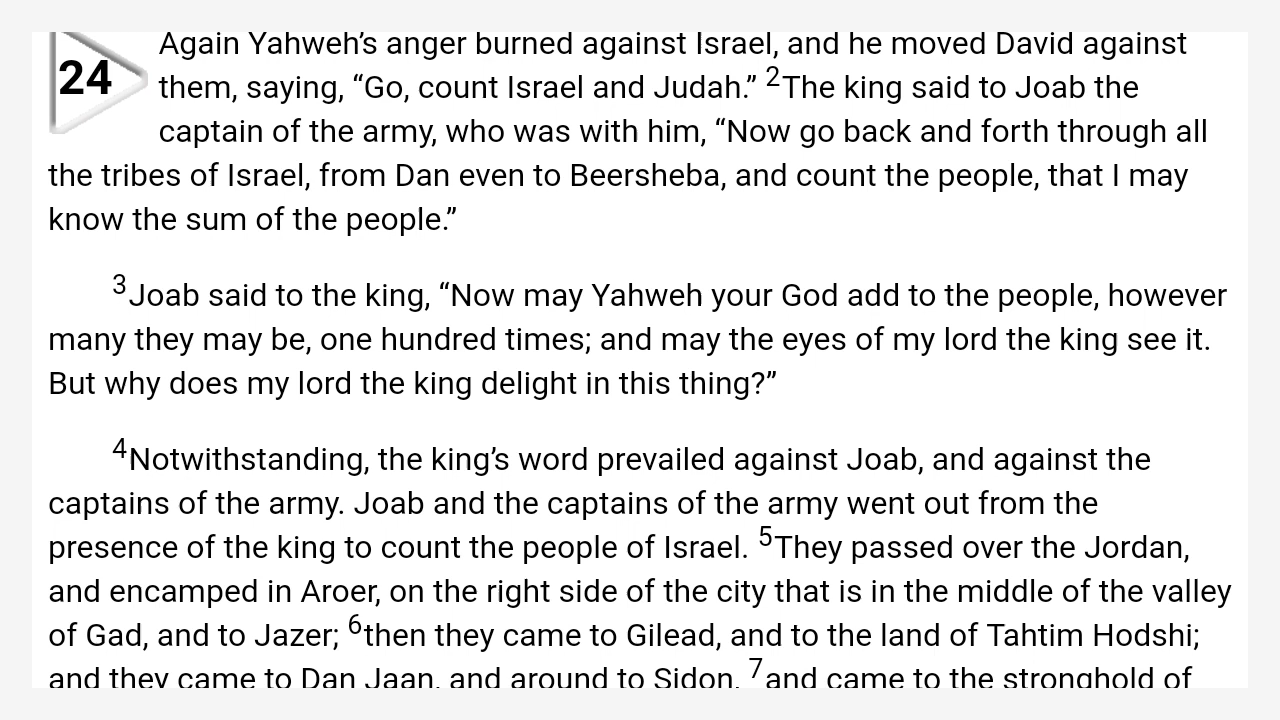 24 Again Yahweh’s anger burned against Israel, and he moved David against
them, saying, “Go, count Israel and Judah.” 2The king said to Joab the
captain of the army, who was with him, “Now go back and forth through all
the tribes of Israel, from Dan even to Beersheba, and count the people, that I may
know the sum of the people.”
3Joab said to the king, “Now may Yahweh your God add to the people, however
many they may be, one hundred times; and may the eyes of my lord the king see it.
But why does my lord the king delight in this thing?”
4Notwithstanding, the king’s word prevailed against Joab, and against the
captains of the army. Joab and the captains of the army went out from the
presence of the king to count the people of Israel. 5They passed over the Jordan,
and encamped in Aroer, on the right side of the city that is in the middle of the valley
of Gad, and to Jazer; 6then they came to Gilead, and to the land of Tahtim Hodshi;
and they came to Dan Jaan, and around to Sidon, 7and came to the stronghold of